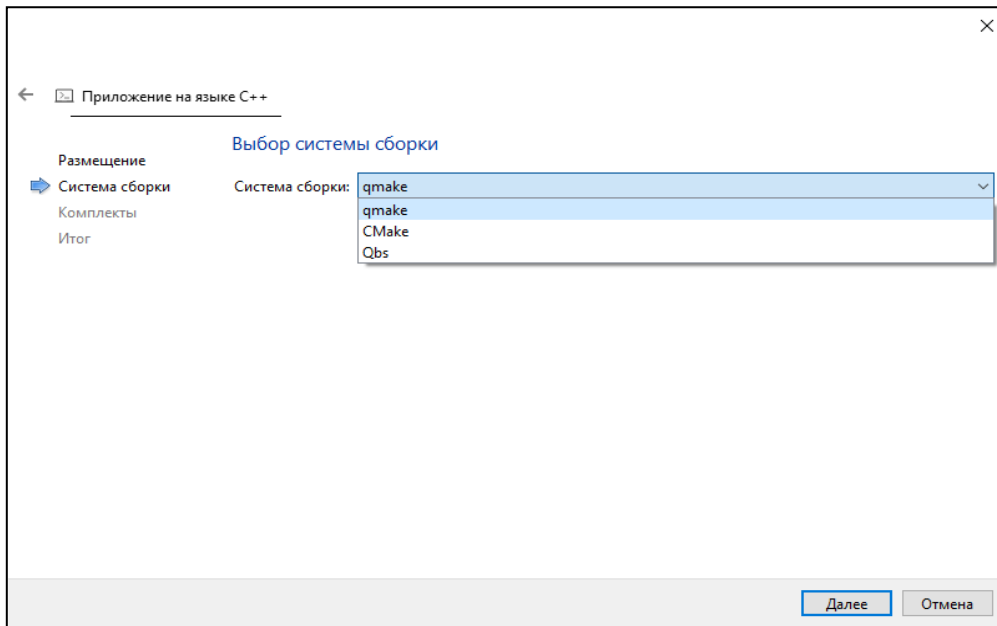 Приложение на языке C++
Выбор системы сборки
Размещение
Система сборки
Комплекты
Итог
Система сборки: qmake
qmake
CMake
Qbs
Далее Отмена